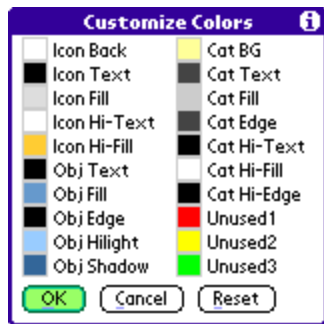 Customize Colors i
Icon Back Cat BG
Icon Text Cat Text
Icon Fill Cat Fill
Icon Hi-Text Cat Edge
Icon Hi-Fill Cat Hi-Text
Obj Text Cat Hi-Fill
Obj Fill Cat Hi-Edge
Obj Edge Unused1
Obj Hilight Unused2
Obj Shadow Unused3
OK Cancel Reset